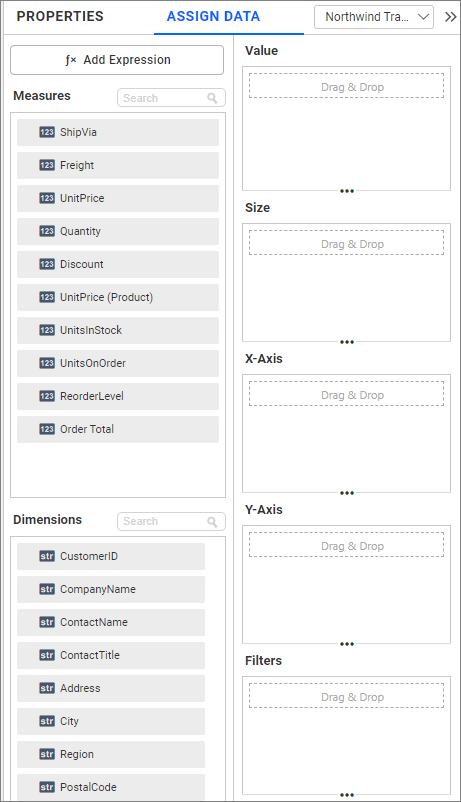 PROPERTIES
ASSIGN DATA
Northwind Tra...
ƒ× Add Expression
Measures
Search
123 ShipVia
123 Freight
123 UnitPrice
123 Quantity
123 Discount
123 UnitPrice (Product)
123 UnitsInStock
123 UnitsOnOrder
123 ReorderLevel
123 Order Total
Dimensions
Search
str CustomerID
str CompanyName
str ContactName
str ContactTitle
str Address
str City
str Region
str PostalCode
Value
Drag & Drop
Size
Drag & Drop
X-Axis
Drag & Drop
Y-Axis
Drag & Drop
Filters
Drag & Drop